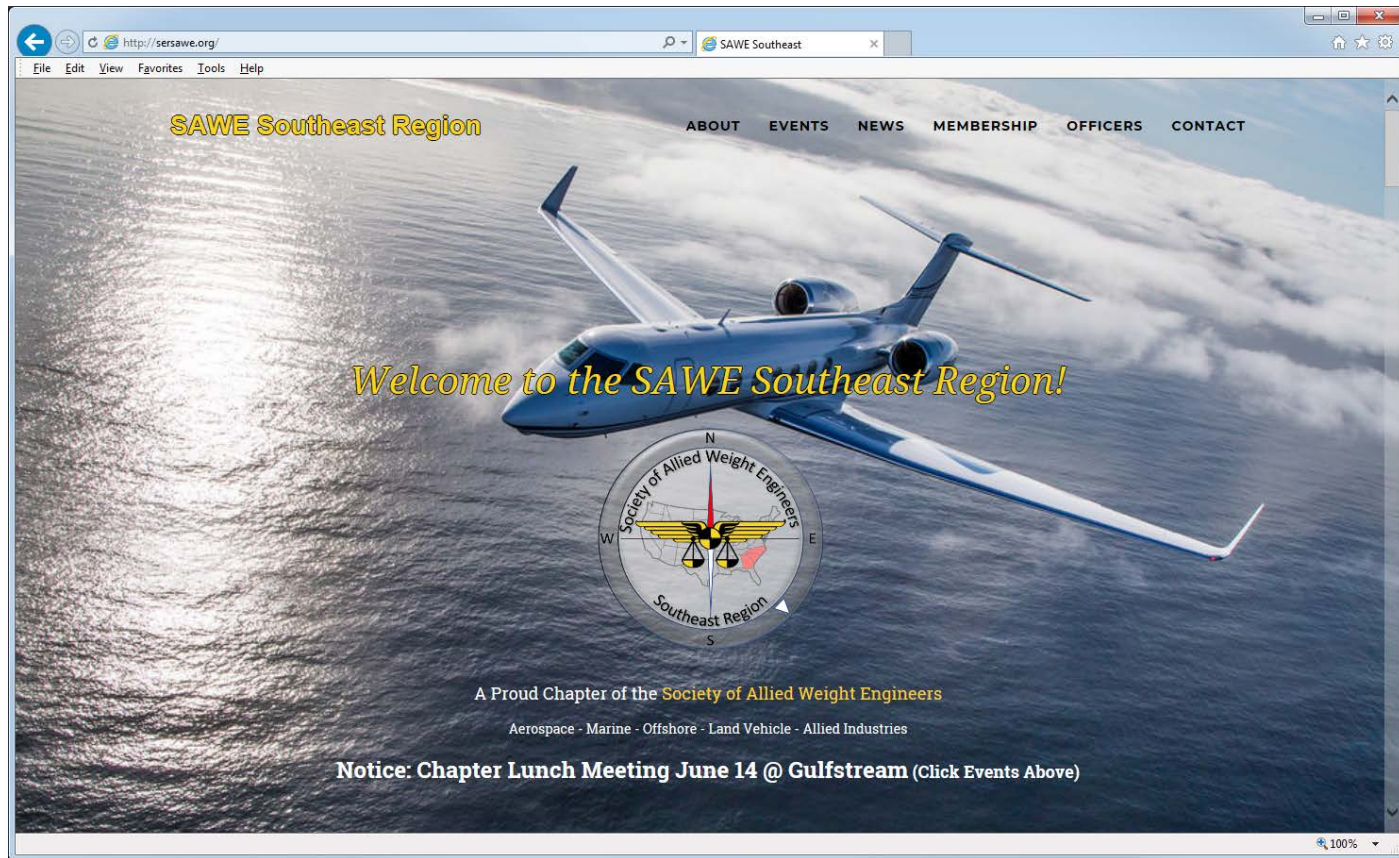 http://sersawe.org/
SAWE Southeast
File Edit View Favorites Tools Help
SAWE Southeast Region
ABOUT EVENTS NEWS MEMBERSHIP OFFICERS CONTACT
Welcome to the SAWE Southeast Region!
N
Society of Allied Weight Engineers
W E
Southeast Region
S
A Proud Chapter of the Society of Allied Weight Engineers
Aerospace - Marine - Offshore - Land Vehicle - Allied Industries
Notice: Chapter Lunch Meeting June 14 @ Gulfstream (Click Events Above)
100%